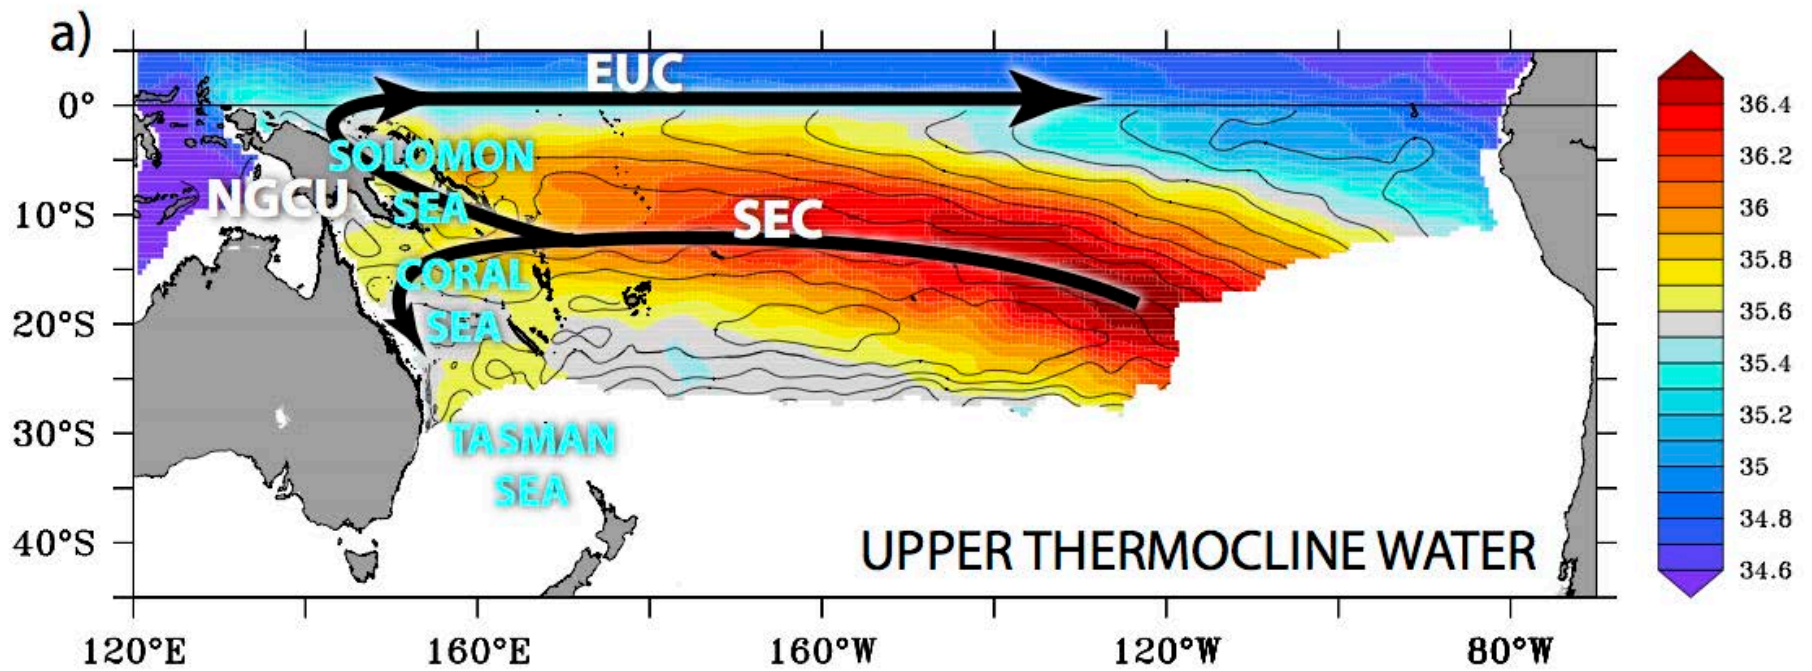 a)
EUC
0°
36.4
SOLOMON
36.2
NGCU
SEA
10°S
SEC
36
CORAL
35.8
20°S
SEA
35.6
35.4
30°S
TASMAN
35.2
SEA
35
40°S
UPPER THERMOCLINE WATER
34.8
34.6
120°E
160°E
160°W
120°W
80°W